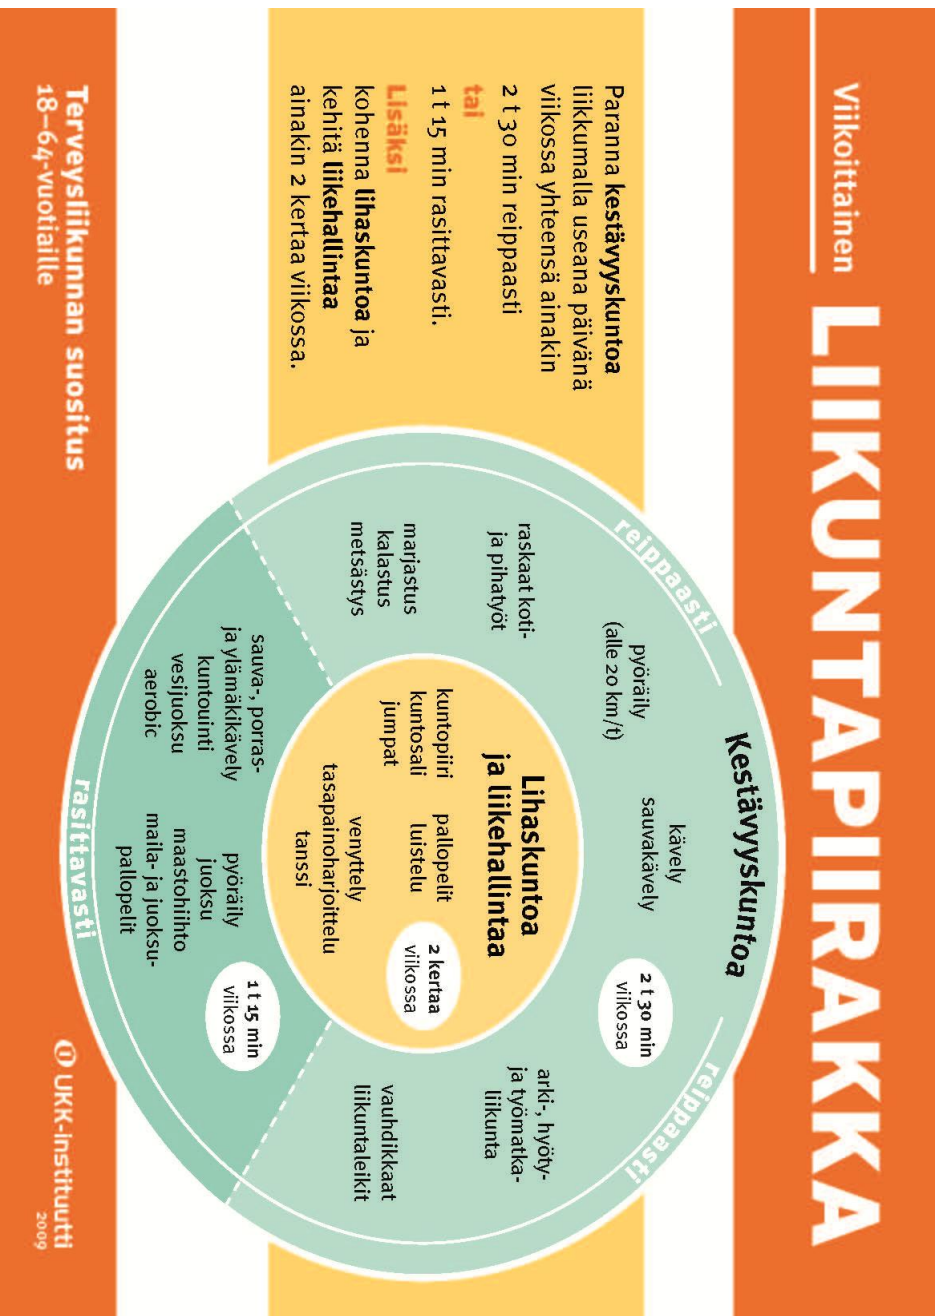 Viikoittainen LIIKUNTAPIIRAKKA
Paranna kestävyyskuntoa
liikkumalla useana päivänä
viikossa yhteensä ainakin
2 t 30 min reippaasti
tai
1 t 15 min rasittavasti.
Lisäksi
kohenna lihaskuntoa ja
kehitä liikehallintaa
ainakin 2 kertaa viikossa.
Kestävyyskuntoa
reippaasti
reippaasti
kävely
sauvakävely
pyöräily
(alle 20 km/t)
2 t 30 min
viikossa
raskaat koti-
ja pihatyöt
marjastus
kalastus
metsästys
arki-, hyöty-
ja työmatka-
liikunta
vauhdikkaat
liikuntaleikit
Lihaskuntoa
ja liikehallintaa
kuntopiiri
kuntosali
jumpat
pallopelit
luistelu
2 kertaa
viikossa
venyttely
tasapainoharjoittelu
tanssi
sauva-, porras-
ja ylämäkikävely
kuntouinti
vesijuoksu
aerobic
pyöräily
juoksu
maastohiihto
maila- ja juoksu-
pallopelit
1 t 15 min
viikossa
rasittavasti
Terveysliikunnan suositus
18–64-vuotiaille
UKK-instituutti
2009